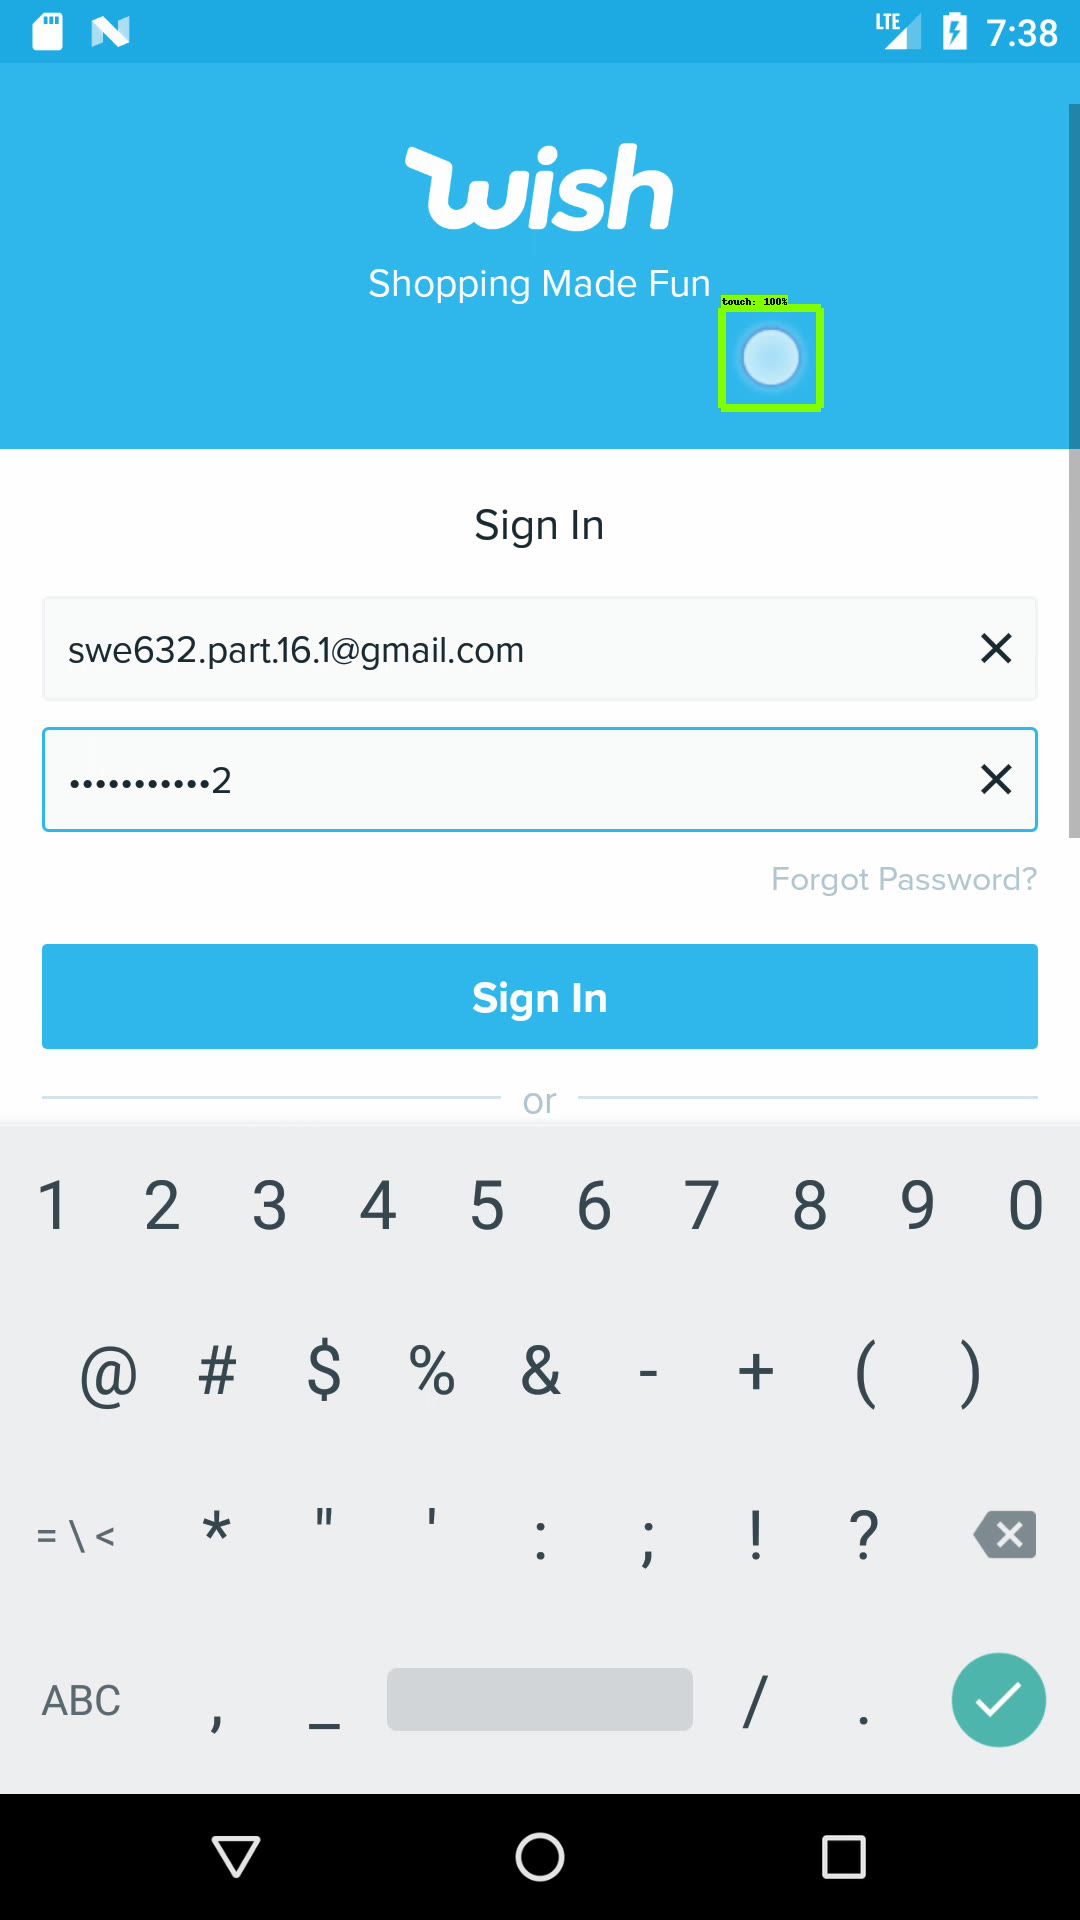 LTE 7:38
wish
Shopping Made Fun
touch: 100%
Sign In
swe632.part.16.1@gmail.com
•••••••••••2
Forgot Password?
Sign In
or
1 2 3 4 5 6 7 8 9 0
@ # $ % & - + ( )
= \ < * " ' : ; ! ?
ABC , _ / .